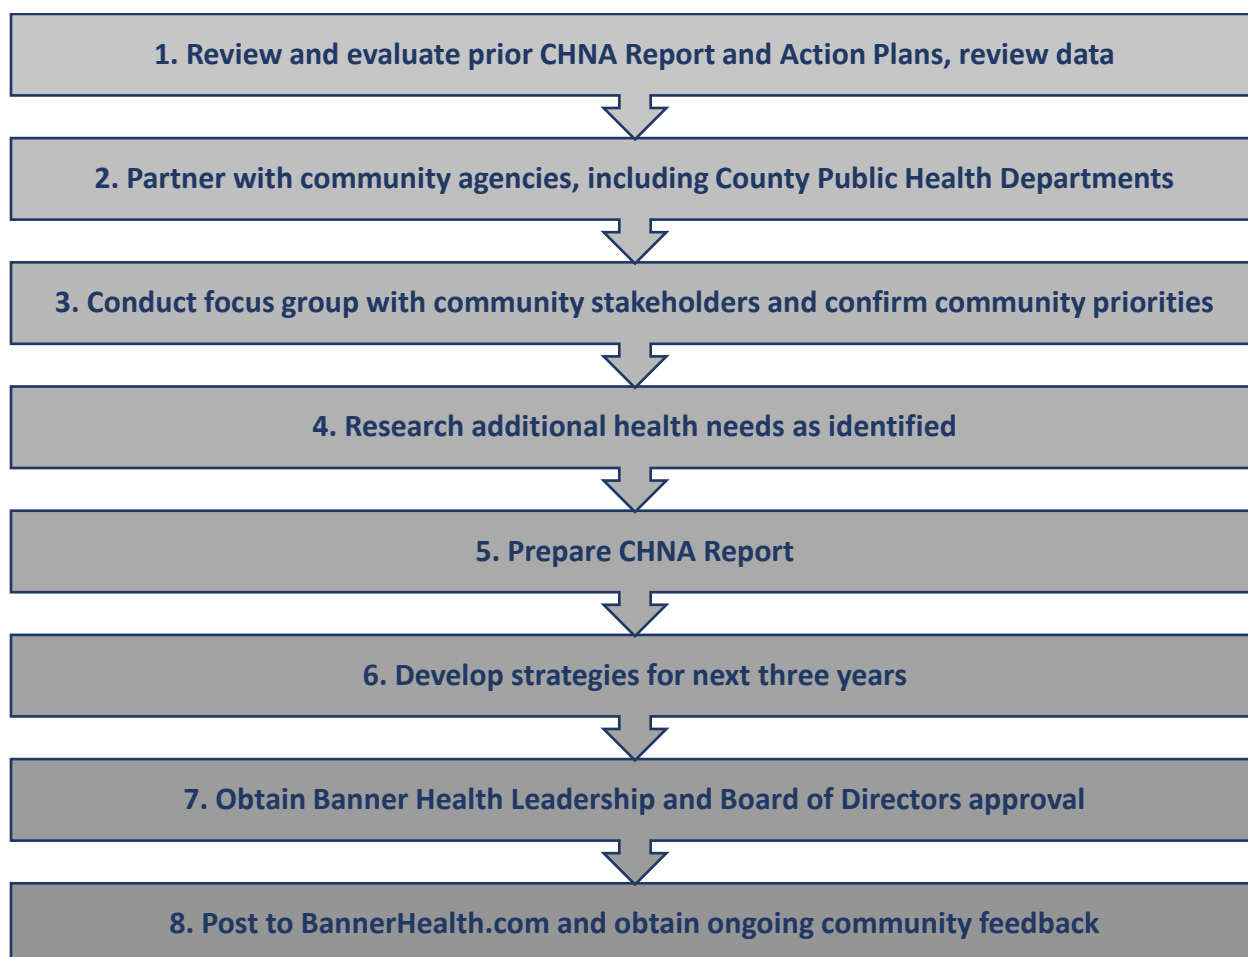 1. Review and evaluate prior CHNA Report and Action Plans, review data
2. Partner with community agencies, including County Public Health Departments
3. Conduct focus group with community stakeholders and confirm community priorities
4. Research additional health needs as identified
5. Prepare CHNA Report
6. Develop strategies for next three years
7. Obtain Banner Health Leadership and Board of Directors approval
8. Post to BannerHealth.com and obtain ongoing community feedback